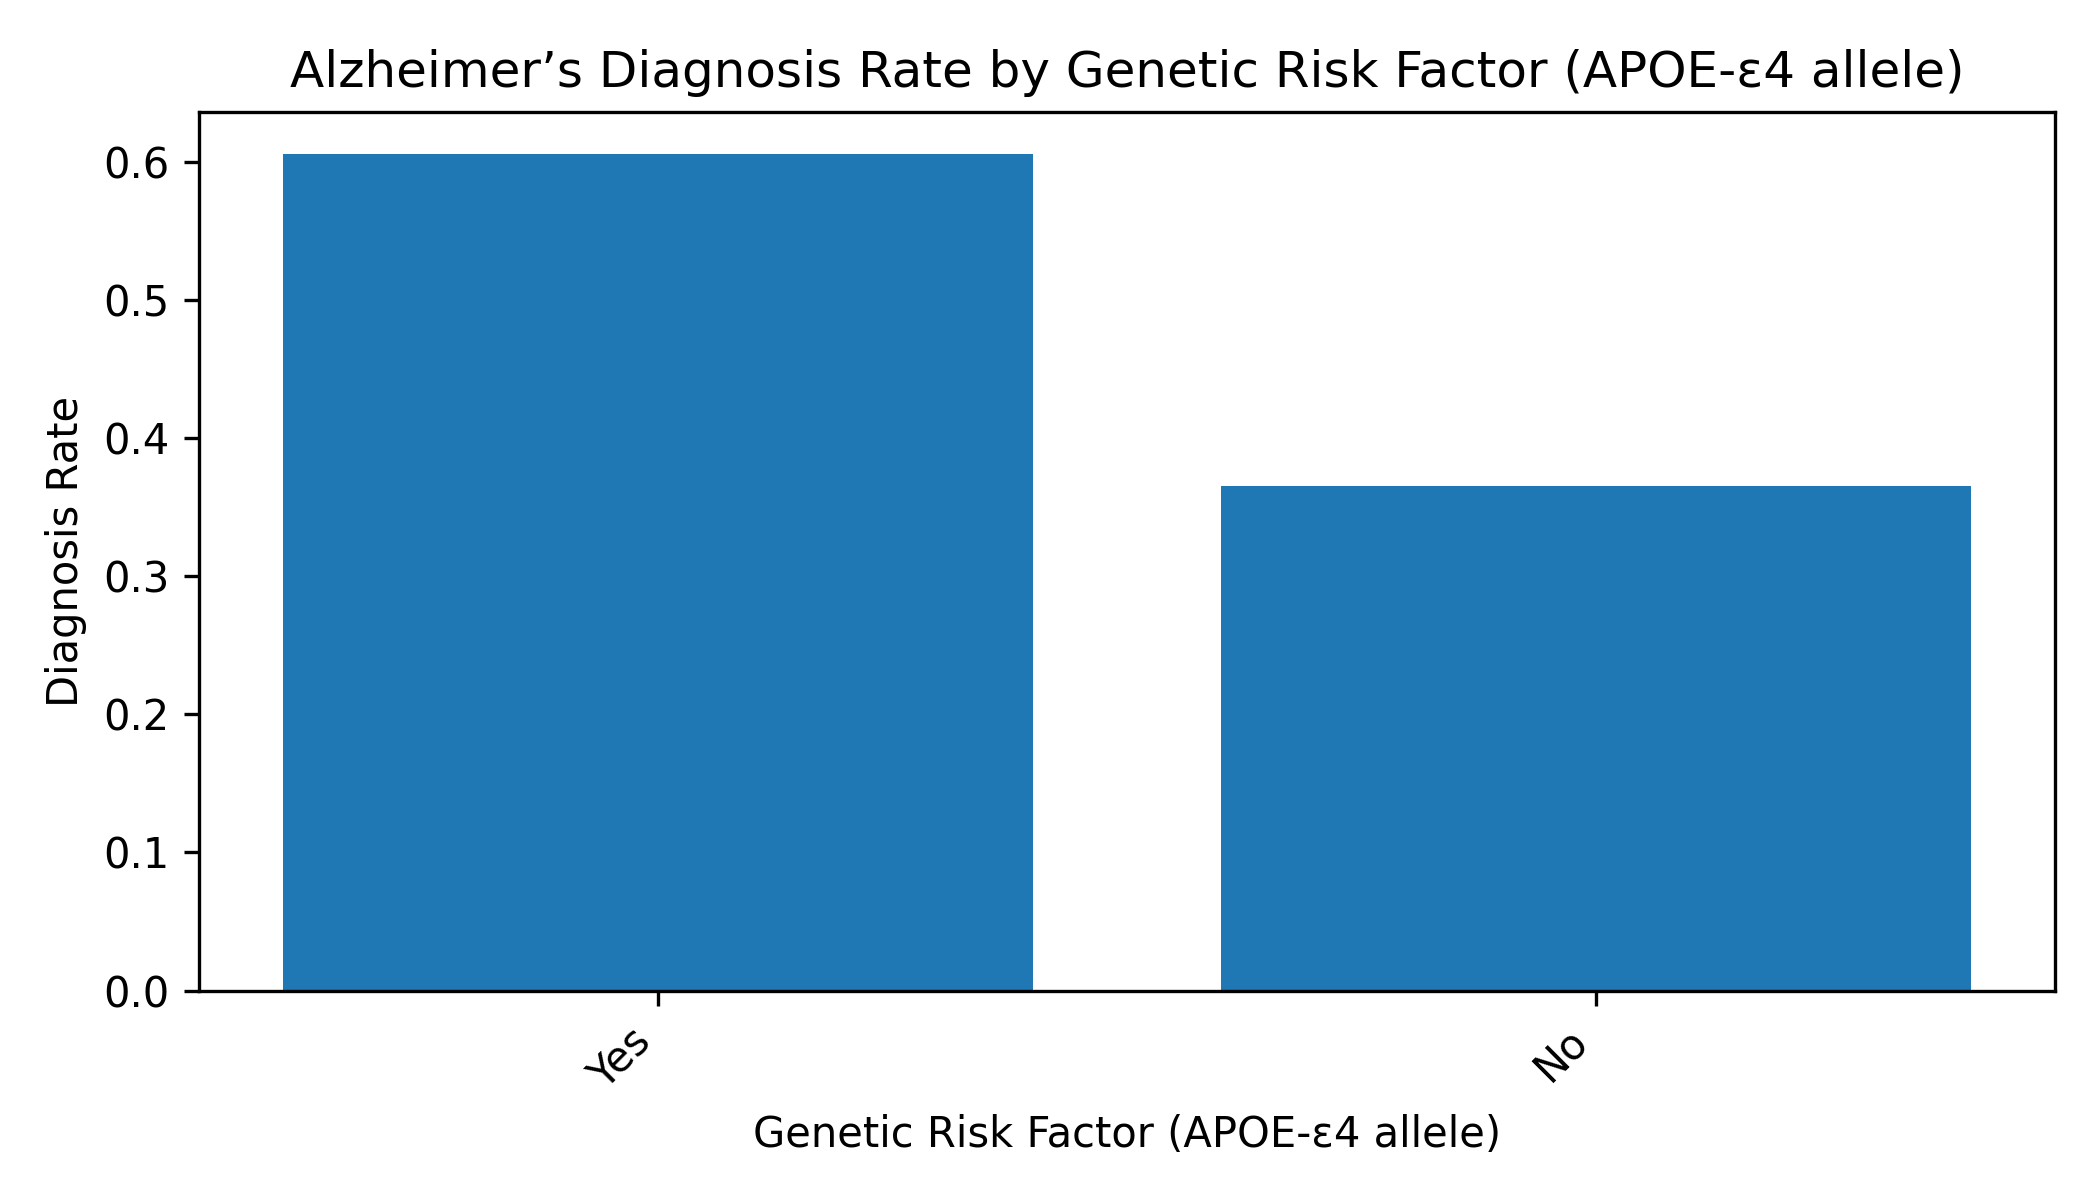 Alzheimer’s Diagnosis Rate by Genetic Risk Factor (APOE-ε4 allele)
0.6
0.5
0.4
0.3
0.2
0.1
0.0
Diagnosis Rate
Yes
No
Genetic Risk Factor (APOE-ε4 allele)